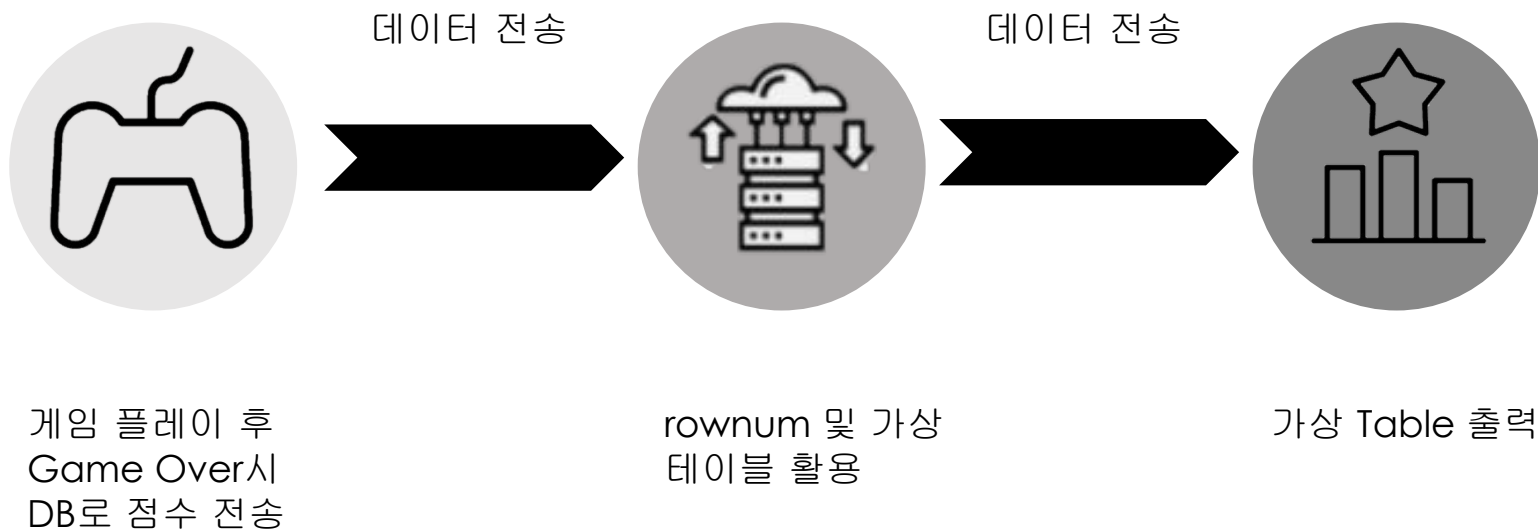 데이터 전송
데이터 전송
게임 플레이 후
Game Over시
DB로 점수 전송
rownum 및 가상
테이블 활용
가상 Table 출력